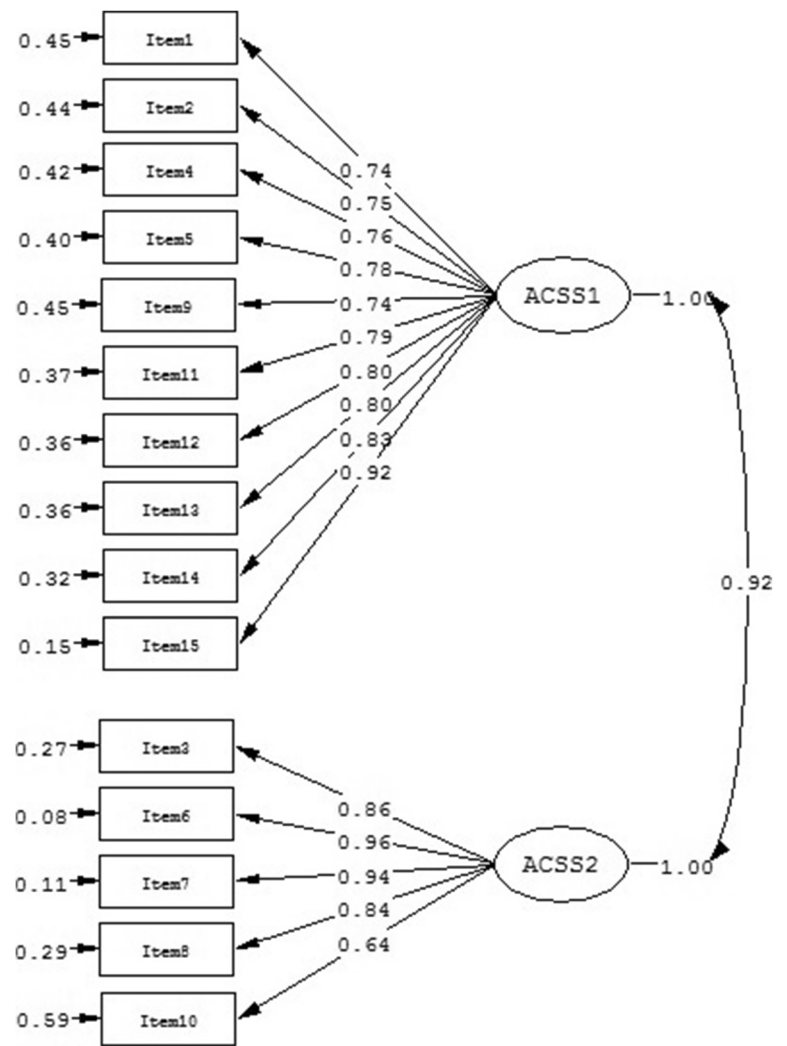 0.45 Item1
0.44 Item2
0.42 Item4
0.74
0.75
0.76
0.40 Item5
0.78
0.45 Item9
0.74
ACSS1
1.00
0.79
0.37 Item11
0.80
0.80
0.36 Item12
0.83
0.92
0.36 Item13
0.32 Item14
0.92
0.15 Item15
0.27 Item3
0.86
0.08 Item6
0.96
0.94
ACSS2
1.00
0.11 Item7
0.84
0.64
0.29 Item8
0.59 Item10